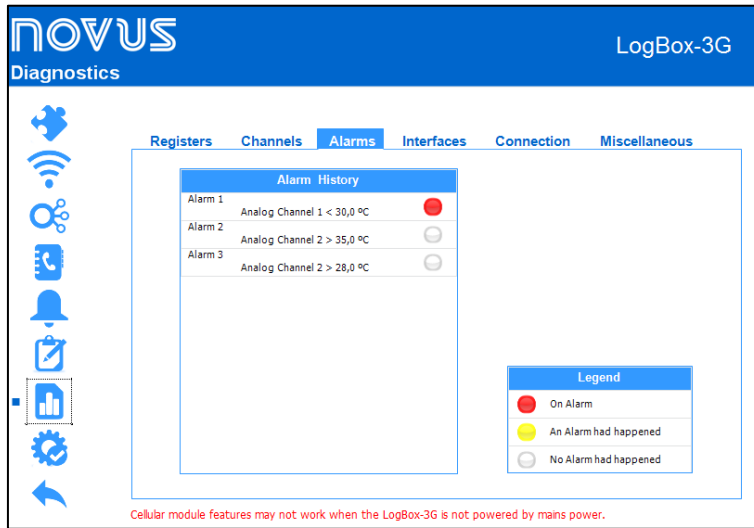 novus
LogBox-3G
Diagnostics
Registers Channels Alarms Interfaces Connection Miscellaneous
Alarm History
Alarm 1
Analog Channel 1 < 30,0 ºC
Alarm 2
Analog Channel 2 > 35,0 ºC
Alarm 3
Analog Channel 2 > 28,0 ºC
Legend
On Alarm
An Alarm had happened
No Alarm had happened
Cellular module features may not work when the LogBox-3G is not powered by mains power.